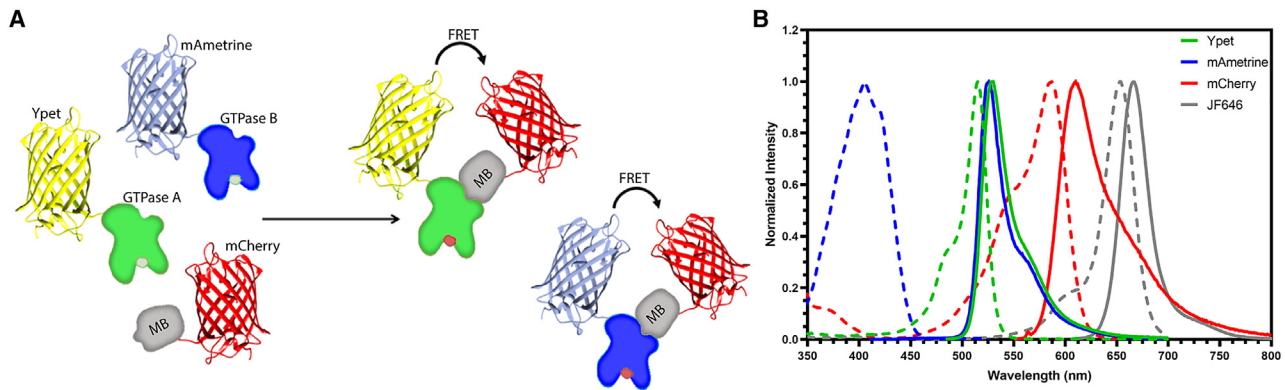 A
mAmetrine
Ypet
GTPase B
GTPase A
mCherry
MB
FRET
MB
FRET
MB
B
Ypet
mAmetrine
mCherry
JF646
Normalized Intensity
1.2
1.0
0.8
0.6
0.4
0.2
0.0
350 400 450 500 550 600 650 700 750 800
Wavelength (nm)